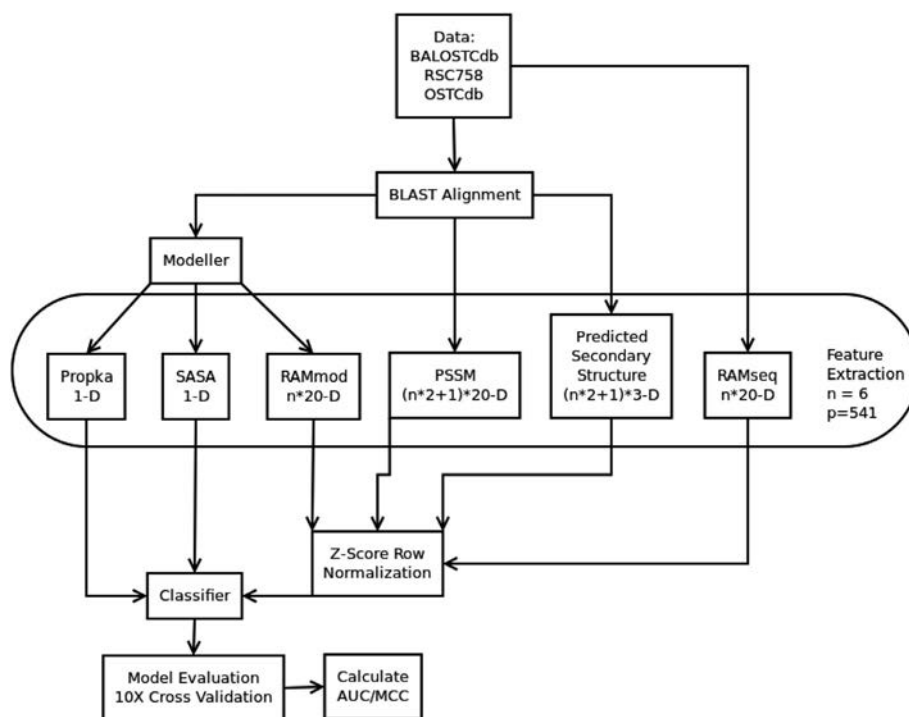 Data:
BALOSTCdb
RSC758
OSTCdb
BLAST Alignment
Modeller
Propka
1-D
SASA
1-D
RAMmod
n*20-D
PSSM
(n*2+1)*20-D
Predicted
Secondary
Structure
(n*2+1)*3-D
RAMseq
n*20-D
Feature
Extraction
n = 6
p=541
Z-Score Row
Normalization
Classifier
Model Evaluation
10X Cross Validation
Calculate
AUC/MCC